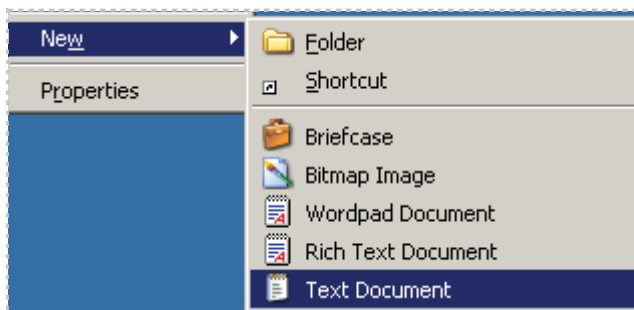 New
Properties
Folder
Shortcut
Briefcase
Bitmap Image
Wordpad Document
Rich Text Document
Text Document